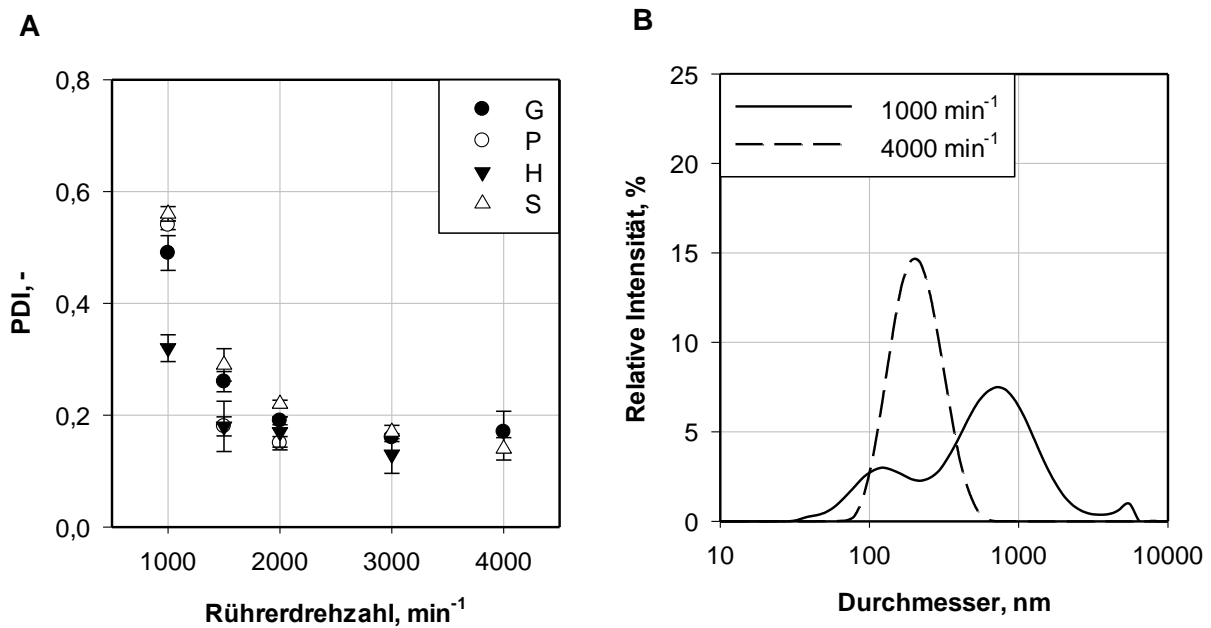 A
0,8
0,6
0,4
0,2
0,0
PDI, -
G
P
H
S
1000 2000 3000 4000
Rührerdrehzahl, min⁻¹
B
25
20
15
10
5
0
Relative Intensität, %
1000 min⁻¹
4000 min⁻¹
10 100 1000 10000
Durchmesser, nm